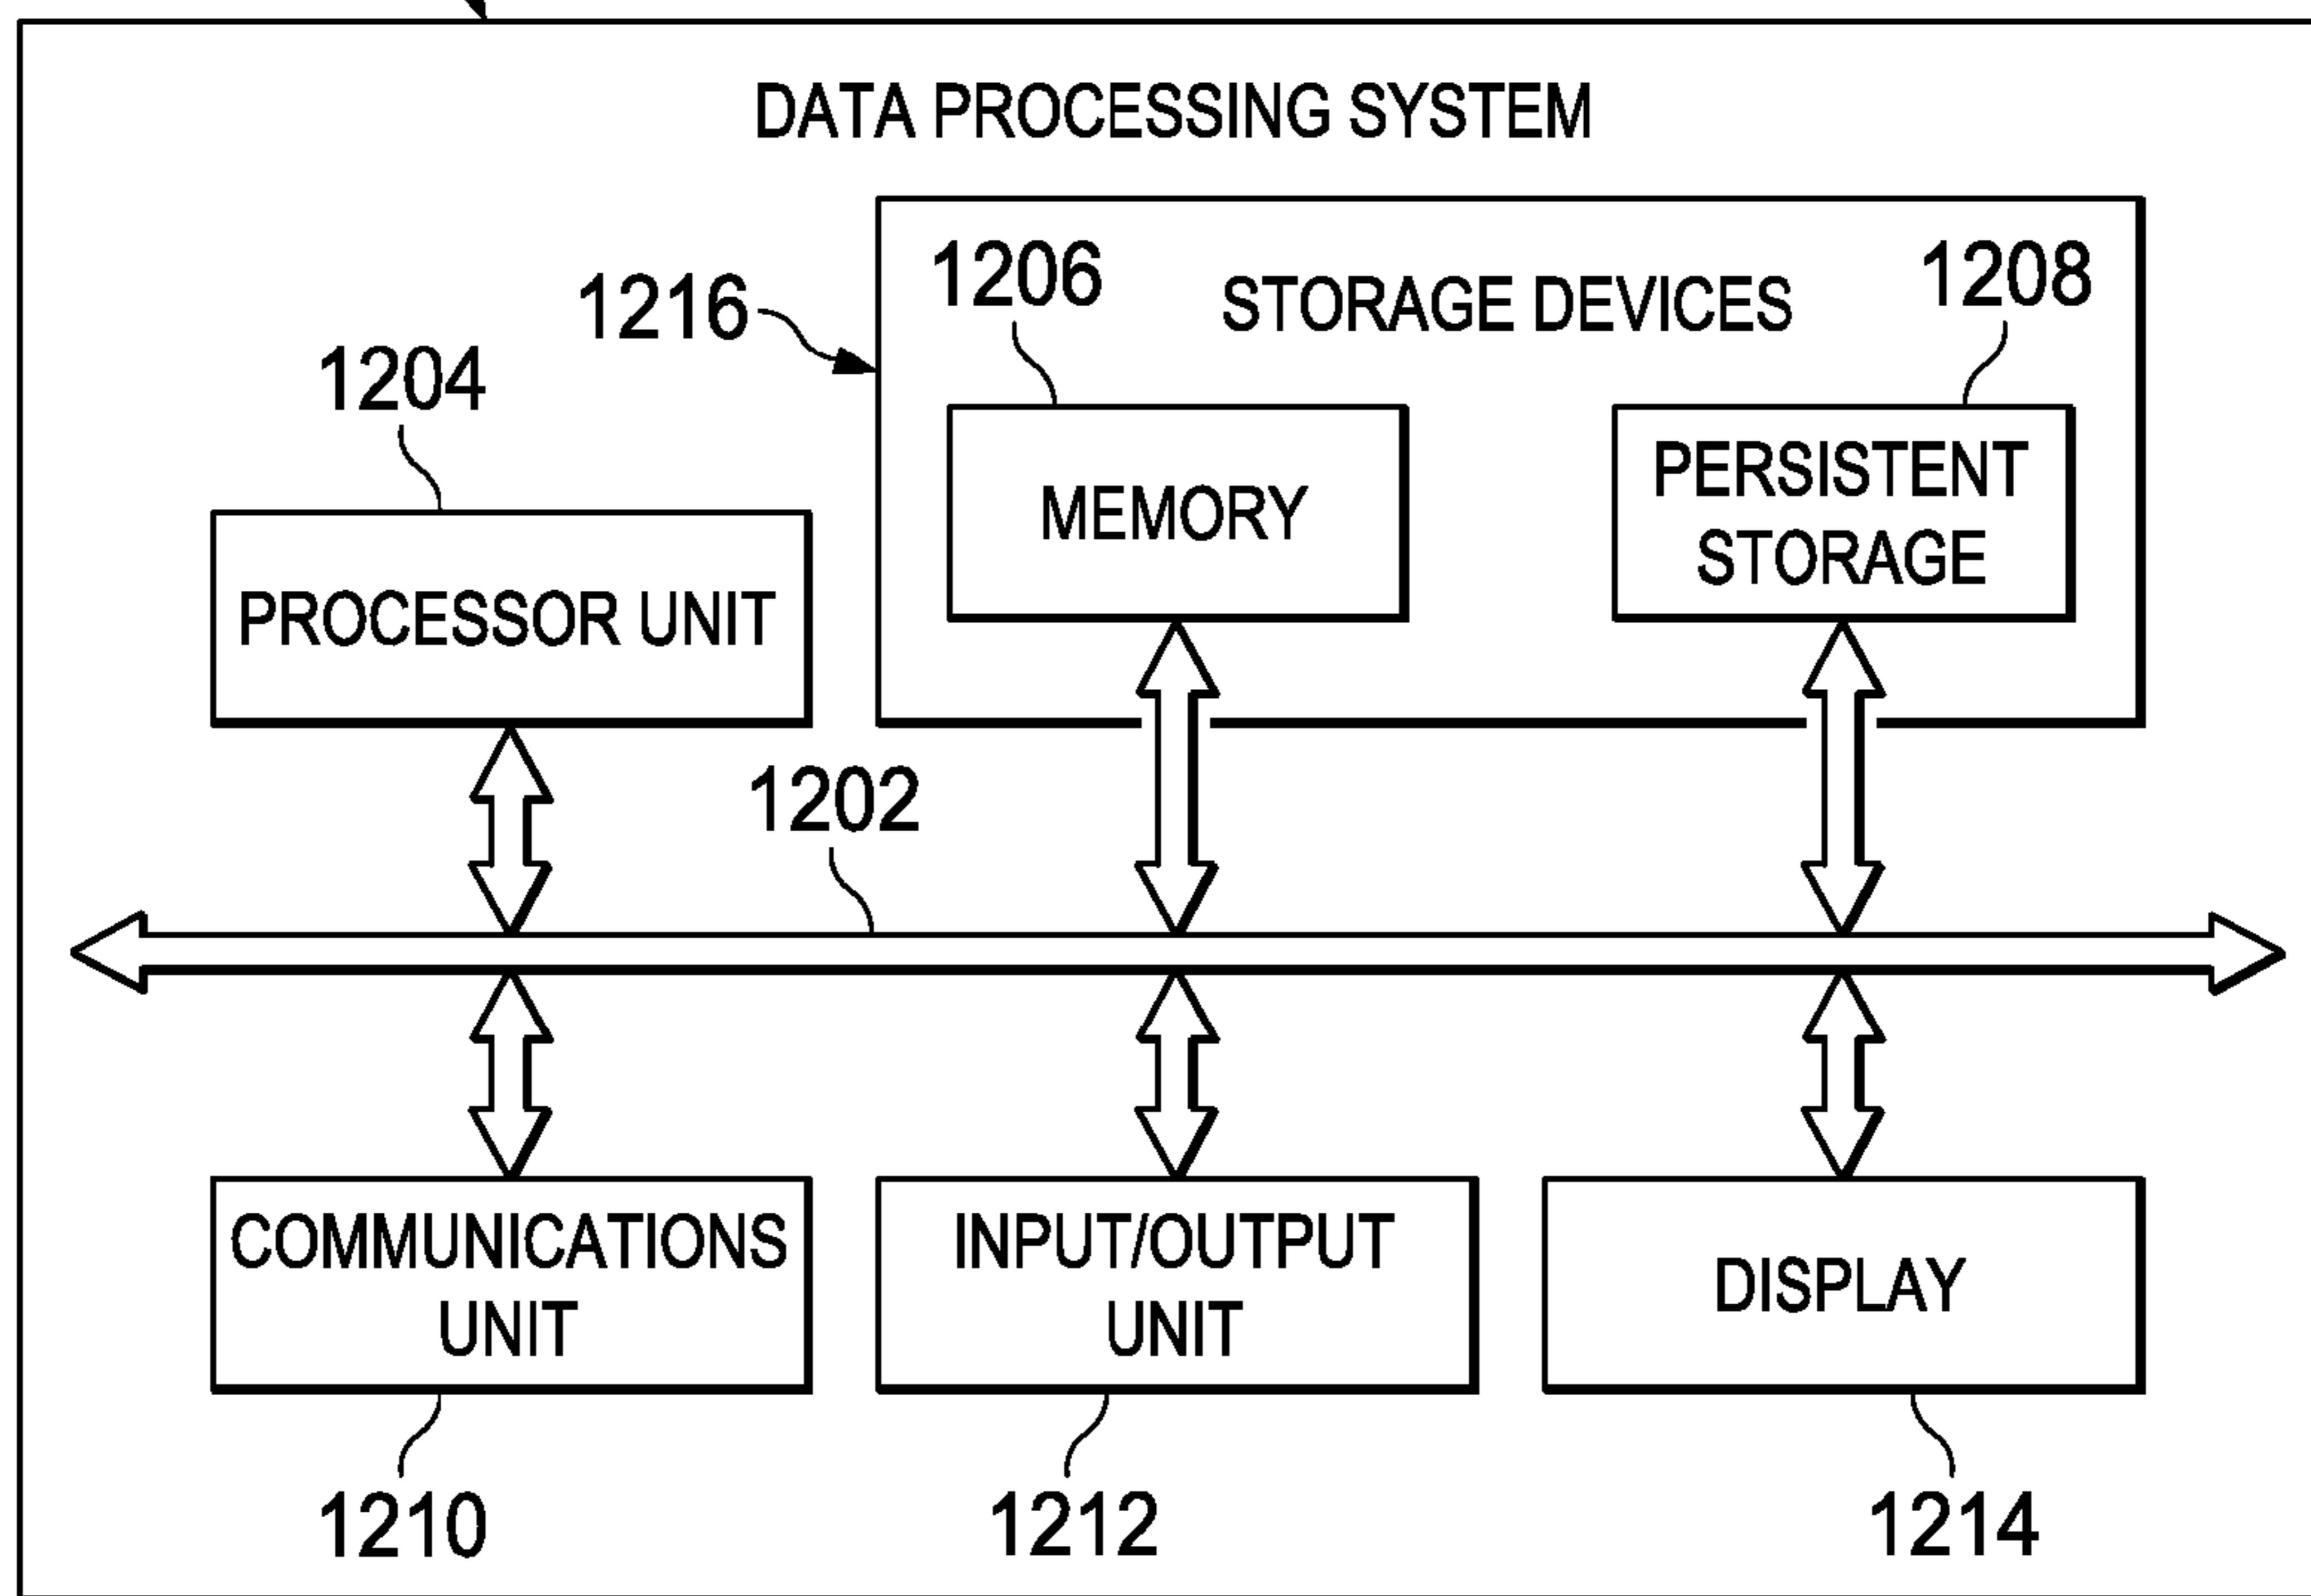 DATA PROCESSING SYSTEM
1216
1206
STORAGE DEVICES
1208
1204
MEMORY
PERSISTENT
STORAGE
PROCESSOR UNIT
1202
COMMUNICATIONS
UNIT
INPUT/OUTPUT
UNIT
DISPLAY
1210
1212
1214